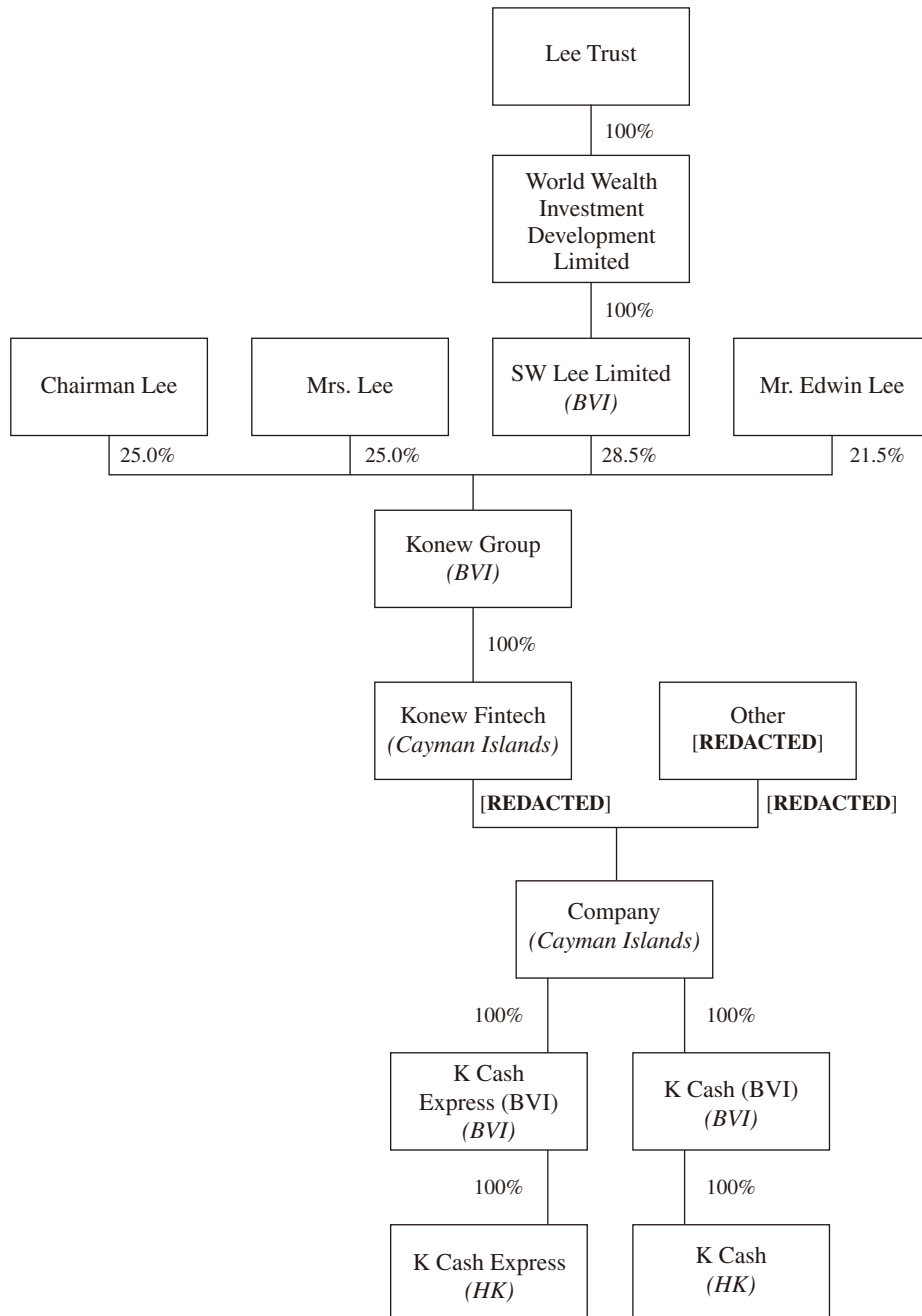 Lee Trust
100%
World Wealth
Investment
Development
Limited
100%
Chairman Lee
Mrs. Lee
SW Lee Limited
(BVI)
Mr. Edwin Lee
25.0%
25.0%
28.5%
21.5%
Konew Group
(BVI)
100%
Konew Fintech
(Cayman Islands)
Other
[REDACTED]
[REDACTED]
[REDACTED]
Company
(Cayman Islands)
100%
100%
K Cash
Express (BVI)
(BVI)
K Cash (BVI)
(BVI)
100%
100%
K Cash Express
(HK)
K Cash
(HK)